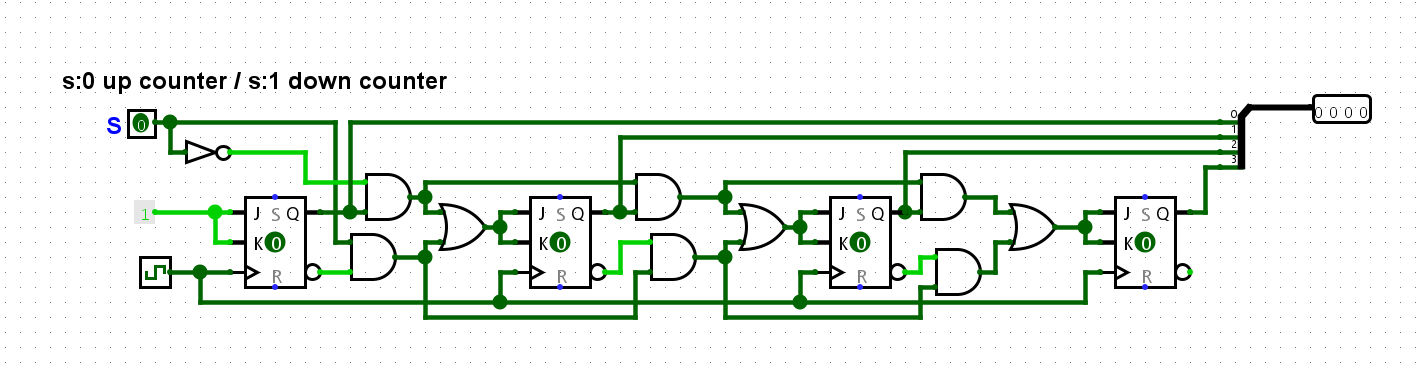 s:0 up counter / s:1 down counter
S 0
0
1
2
3
0 0 0 0
1
J S Q
K 0
R
J S Q
K 0
R
J S Q
K 0
R
J S Q
K 0
R